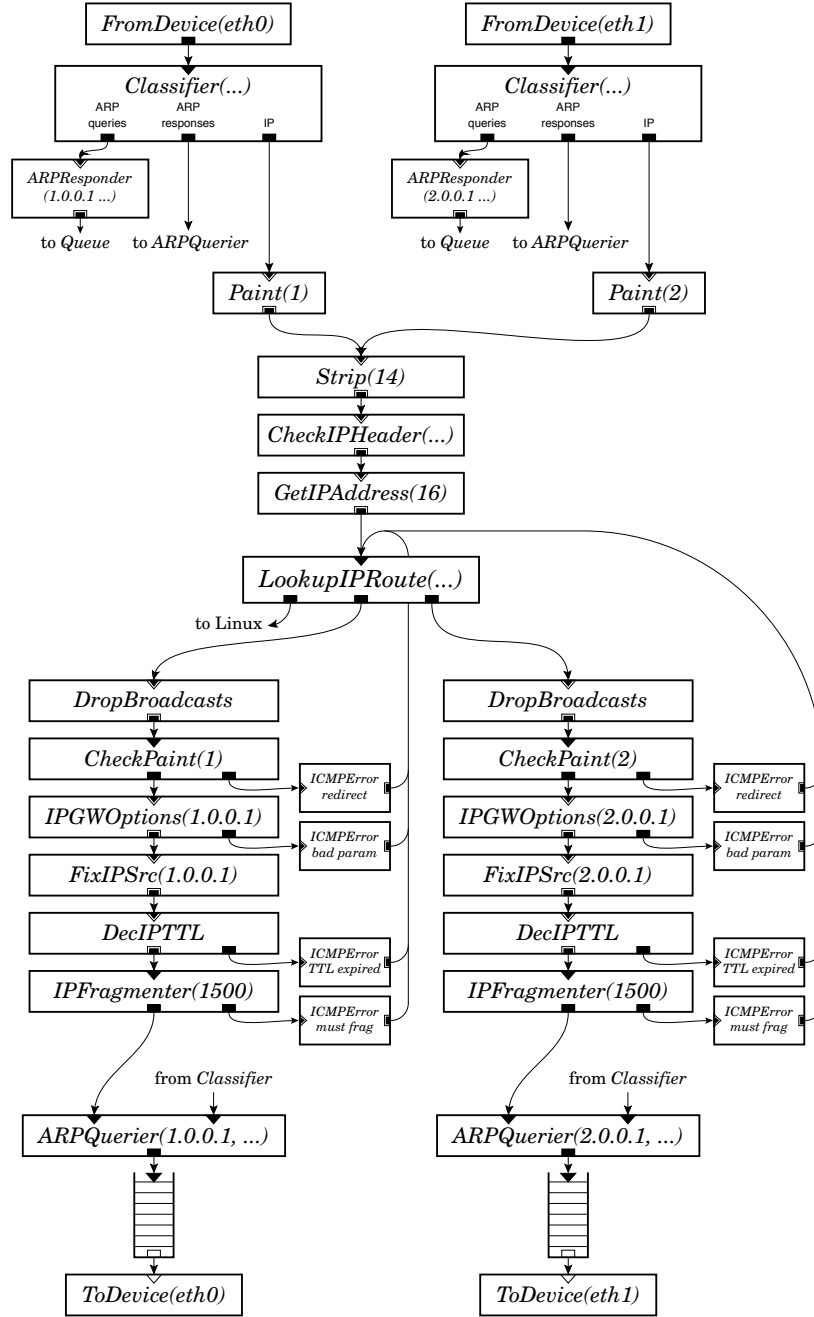 FromDevice(eth0)
FromDevice(eth1)
Classifier(...)
ARP queries
ARP responses
IP
Classifier(...)
ARP queries
ARP responses
IP
ARPResponder
(1.0.0.1 ...)
ARPResponder
(2.0.0.1 ...)
to Queue
to ARPQuerier
to Queue
to ARPQuerier
Paint(1)
Paint(2)
Strip(14)
CheckIPHeader(...)
GetIPAddress(16)
LookupIPRoute(...)
to Linux
DropBroadcasts
CheckPaint(1)
ICMPError
redirect
IPGWOptions(1.0.0.1)
ICMPError
bad param
FixIPSrc(1.0.0.1)
DecIPTTL
ICMPError
TTL expired
IPFragmenter(1500)
ICMPError
must frag
from Classifier
ARPQuerier(1.0.0.1, ...)
ToDevice(eth0)
DropBroadcasts
CheckPaint(2)
ICMPError
redirect
IPGWOptions(2.0.0.1)
ICMPError
bad param
FixIPSrc(2.0.0.1)
DecIPTTL
ICMPError
TTL expired
IPFragmenter(1500)
ICMPError
must frag
from Classifier
ARPQuerier(2.0.0.1, ...)
ToDevice(eth1)